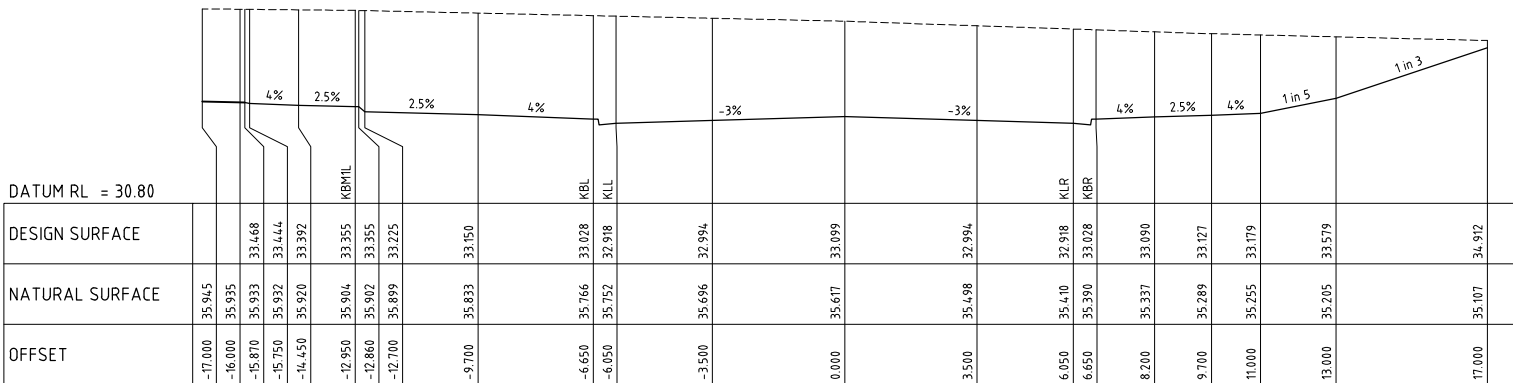 1 in 3
4% 2.5% 2.5% 4% -3% -3% 4% 2.5% 4% 1 in 5
KBM1L KBL KLL KLR KBR
DATUM RL = 30.80
DESIGN SURFACE 33.468 33.444 33.392 33.355 33.355 33.225 33.150 33.028 32.918 32.994 33.099 32.994 32.918 33.028 33.090 33.127 33.179 33.579 34.912
NATURAL SURFACE 35.945 35.935 35.933 35.932 35.920 35.904 35.902 35.899 35.833 35.766 35.752 35.696 35.617 35.498 35.410 35.390 35.337 35.289 35.255 35.205 35.107
OFFSET -17.000 -16.000 -15.870 -15.750 -14.450 -12.950 -12.860 -12.700 -9.700 -6.650 -6.050 -3.500 0.000 3.500 6.050 6.650 8.200 9.700 11.000 13.000 17.000